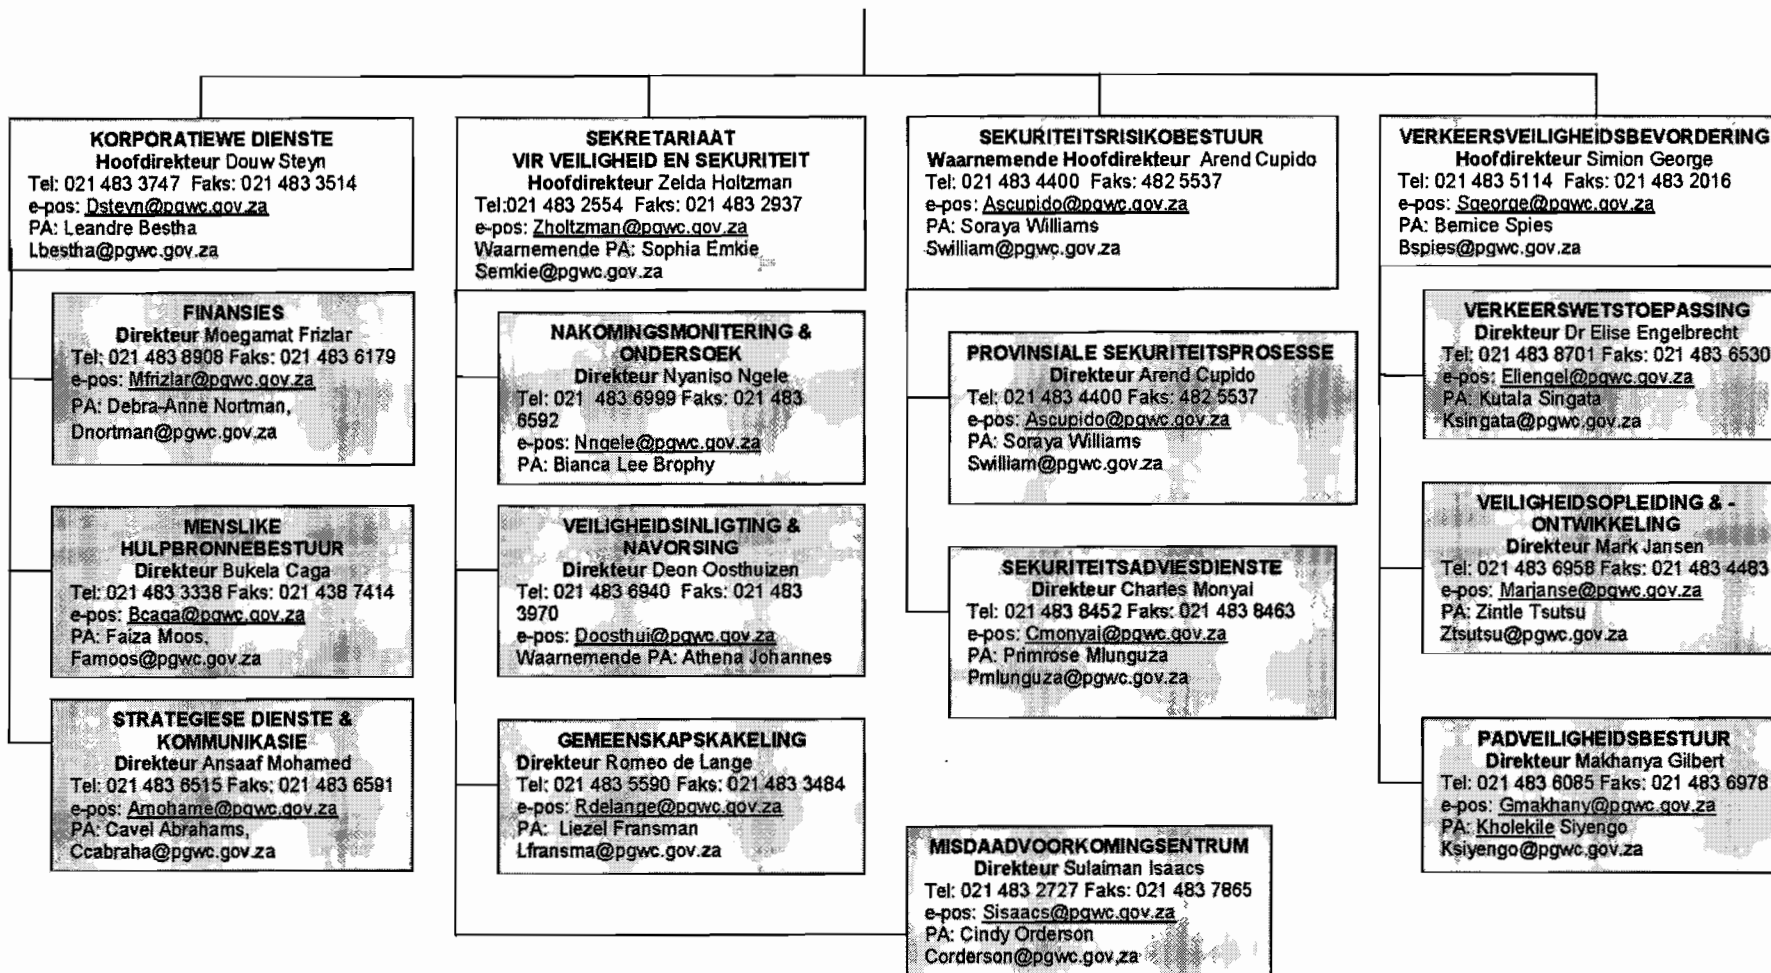 KORPORATIEWE DIENSTE
Hoofdirekteur Douw Steyn
Tel: 021 483 3747 Faks: 021 483 3514
e-pos: Dsteyn@pgwc.gov.za
PA: Leandre Bestha
Lbestha@pgwc.gov.za
FINANSIES
Direkteur Moegamat Frizlar
Tel: 021 483 8908 Faks: 021 483 6179
e-pos: Mfrizlar@pgwc.gov.za
PA: Debra-Anne Nortman,
Dnortman@pgwc.gov.za
MENSLIKE
HULPBRONNEBESTUUR
Direkteur Bukela Caga
Tel: 021 483 3338 Faks: 021 438 7414
e-pos: Bcaga@pgwc.gov.za
PA: Faiza Moos,
Famoos@pgwc.gov.za
STRATEGIESE DIENSTE &
KOMMUNIKASIE
Direkteur Ansaaf Mohamed
Tel: 021 483 6515 Faks: 021 483 6591
e-pos: Amohame@pgwc.gov.za
PA: Cavel Abrahams,
Ccabraha@pgwc.gov.za
SEKRETARIAAT
VIR VEILIGHEID EN SEKURITEIT
Hoofdirekteur Zelda Holtzman
Tel:021 483 2554 Faks: 021 483 2937
e-pos: Zholtzman@pgwc.gov.za
Waarnemende PA: Sophia Emkie
Semkie@pgwc.gov.za
NAKOMINGSMONITERING &
ONDERSOEK
Direkteur Nyaniso Ngele
Tel: 021 483 6999 Faks: 021 483
6592
e-pos: Nngele@pgwc.gov.za
PA: Bianca Lee Brophy
VEILIGHEIDSINLIGTING &
NAVORSING
Direkteur Deon Oosthuizen
Tel: 021 483 6940 Faks: 021 483
3970
e-pos: Doosthui@pgwc.gov.za
Waarnemende PA: Athena Johannes
GEMEENSKAPSKAKELING
Direkteur Romeo de Lange
Tel: 021 483 5590 Faks: 021 483 3484
e-pos: Rdelange@pgwc.gov.za
PA: Liezel Fransman
Lfransma@pgwc.gov.za
MISDAADVOORKOMINGSENTRUM
Direkteur Sulaiman Isaacs
Tel: 021 483 2727 Faks: 021 483 7865
e-pos: Sisaacs@pgwc.gov.za
PA: Cindy Orderson
Corderson@pgwc.gov,za
SEKURITEITSRISIKOBESTUUR
Waarnemende Hoofdirekteur Arend Cupido
Tel: 021 483 4400 Faks: 482 5537
e-pos: Ascupido@pgwc.gov.za
PA: Soraya Williams
Swilliam@pgwc.gov.za
PROVINSIALE SEKURITEITSPROSESSE
Direkteur Arend Cupido
Tel: 021 483 4400 Faks: 482 5537
e-pos: Ascupido@pgwc.gov.za
PA: Soraya Williams
Swilliam@pgwc.gov.za
SEKURITEITSADVIESDIENSTE
Direkteur Charles Monyai
Tel: 021 483 8452 Faks: 021 483 8463
e-pos: Cmonyai@pgwc.gov.za
PA: Primrose Mlunguza
Pmlunguza@pgwc.gov.za
VERKEERSVEILIGHEIDSBEVORDERING
Hoofdirekteur Simion George
Tel: 021 483 5114 Faks: 021 483 2016
e-pos: Sgeorge@pgwc.gov.za
PA: Bernice Spies
Bspies@pgwc.gov.za
VERKEERSWETSTOEPASSING
Direkteur Dr Elise Engelbrecht
Tel: 021 483 8701 Faks: 021 483 6530
e-pos: Ellengel@pgwc.gov.za
PA: Kutala Singata
Ksingata@pgwc.gov.za
VEILIGHEIDSOPLEIDING & -
ONTWIKKELING
Direkteur Mark Jansen
Tel: 021 483 6958 Faks: 021 483 4483
e-pos: Marjanse@pgwc.gov.za
PA: Zintle Tsutsu
Ztsutsu@pgwc.gov.za
PADVEILIGHEIDSBESTUUR
Direkteur Makhanya Gilbert
Tel: 021 483 6085 Faks: 021 483 6978
e-pos: Gmakhany@pgwc.gov.za
PA: Kholekile Siyengo
Ksiyengo@pgwc.gov.za